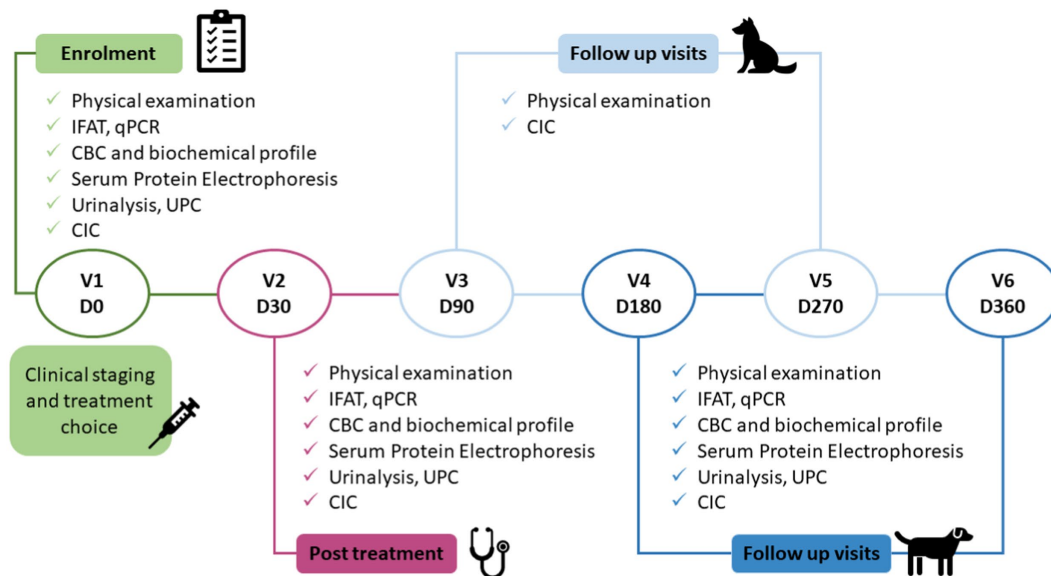 Enrolment
Physical examination
IFAT, qPCR
CBC and biochemical profile
Serum Protein Electrophoresis
Urinalysis, UPC
CIC
Follow up visits
Physical examination
CIC
V1
D0
V2
D30
V3
D90
V4
D180
V5
D270
V6
D360
Clinical staging
and treatment
choice
Physical examination
IFAT, qPCR
CBC and biochemical profile
Serum Protein Electrophoresis
Urinalysis, UPC
CIC
Post treatment
Physical examination
IFAT, qPCR
CBC and biochemical profile
Serum Protein Electrophoresis
Urinalysis, UPC
CIC
Follow up visits